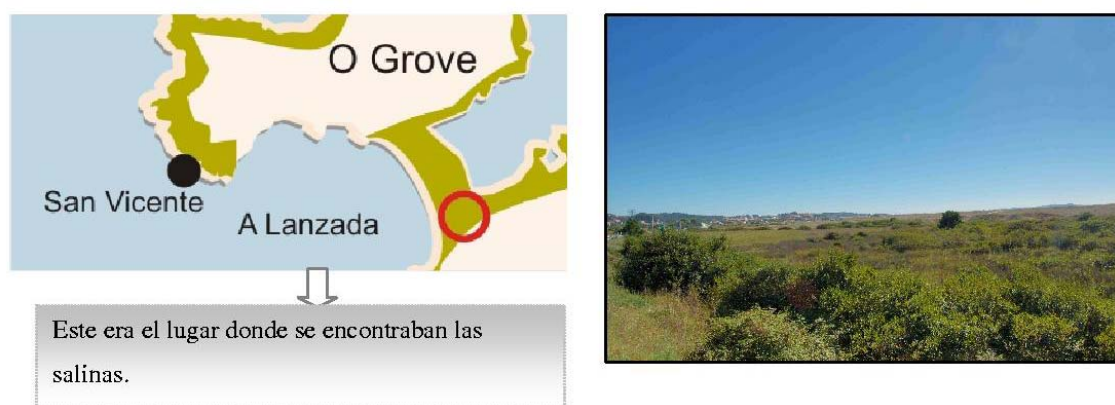 O Grove
San Vicente
A Lanzada
Este era el lugar donde se encontraban las
salinas.